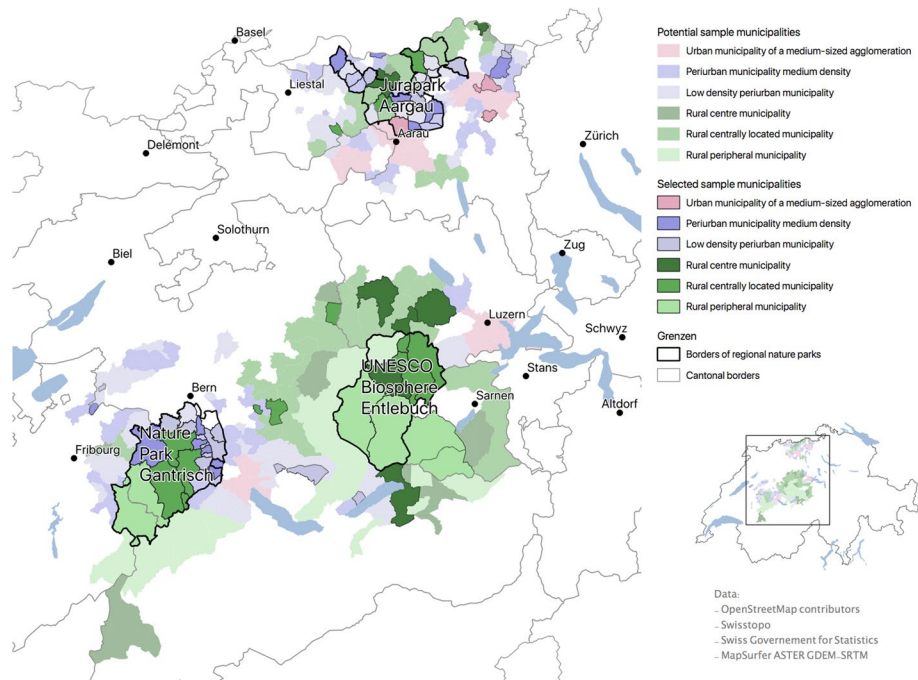 Basel
Liestal
Jurapark
Aargau
Aarau
Delémont
Zürich
Solothurn
Biel
Zug
Luzern
Schwyz
UNESCO
Biosphere
Entlebuch
Stans
Sarnen
Altdorf
Bern
Fribourg
Nature
Park
Gantrisch
Potential sample municipalities
Urban municipality of a medium-sized agglomeration
Periurban municipality medium density
Low density periurban municipality
Rural centre municipality
Rural centrally located municipality
Rural peripheral municipality
Selected sample municipalities
Urban municipality of a medium-sized agglomeration
Periurban municipality medium density
Low density periurban municipality
Rural centre municipality
Rural centrally located municipality
Rural peripheral municipality
Grenzen
Borders of regional nature parks
Cantonal borders
Data:
- OpenStreetMap contributors
- Swisstopo
- Swiss Governement for Statistics
- MapSurfer ASTER GDEM-SRTM